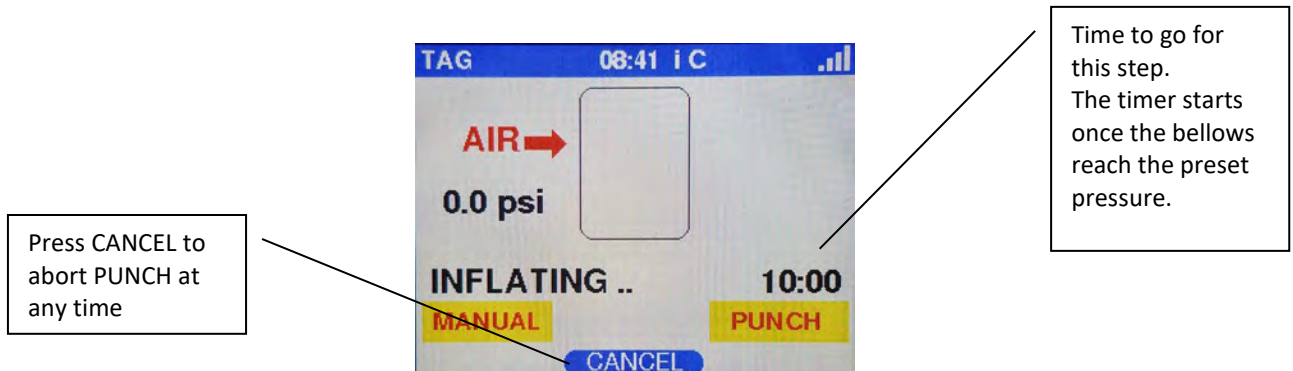 TAG 08:41 i C
AIR
0.0 psi
INFLATING .. 10:00
MANUAL PUNCH
CANCEL
Press CANCEL to
abort PUNCH at
any time
Time to go for
this step.
The timer starts
once the bellows
reach the preset
pressure.